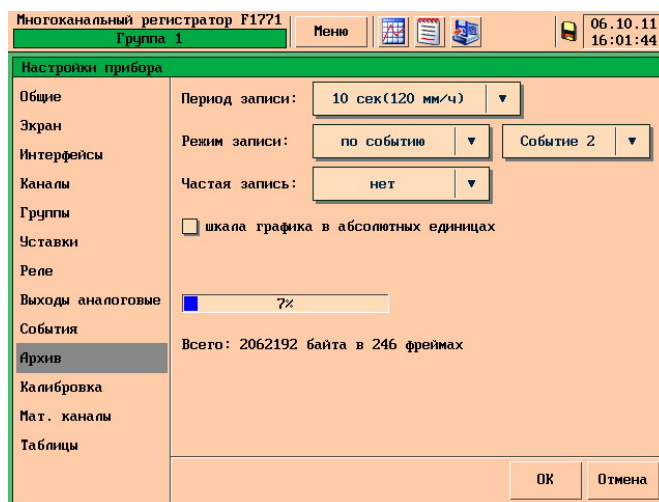 Многоканальный регистратор F1771
Группа 1
Меню
06.10.11
16:01:44
Настройки прибора
Общие
Экран
Интерфейсы
Каналы
Группы
Уставки
Реле
Выходы аналоговые
События
Архив
Калибровка
Мат. каналы
Таблицы
Период записи: 10 сек(120 мм/ч)
Режим записи: по событию Событие 2
Частая запись: нет
шкала графика в абсолютных единицах
7%
Всего: 2062192 байта в 246 фреймах
OK Отмена